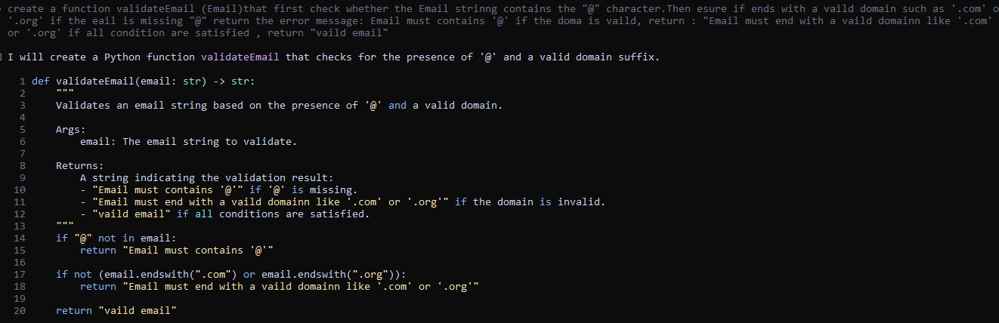 create a function validateEmail (Email)that first check whether the Email strinng contains the "@" character.Then esure if ends with a vaild domain such as '.com' o
'.org' if the eail is missing "@" return the error message: Email must contains '@' if the doma is vaild, return : "Email must end with a vaild domainn like '.com'
or '.org' if all condition are satisfied , return "vaild email"
I will create a Python function validateEmail that checks for the presence of '@' and a valid domain suffix.
1 def validateEmail(email: str) -> str:
2 """
3 Validates an email string based on the presence of '@' and a valid domain.
4
5 Args:
6 email: The email string to validate.
7
8 Returns:
9 A string indicating the validation result:
10 - "Email must contains '@'" if '@' is missing.
11 - "Email must end with a vaild domainn like '.com' or '.org'" if the domain is invalid.
12 - "vaild email" if all conditions are satisfied.
13 """
14 if "@" not in email:
15 return "Email must contains '@'"
16
17 if not (email.endswith(".com") or email.endswith(".org")):
18 return "Email must end with a vaild domainn like '.com' or '.org'"
19
20 return "vaild email"